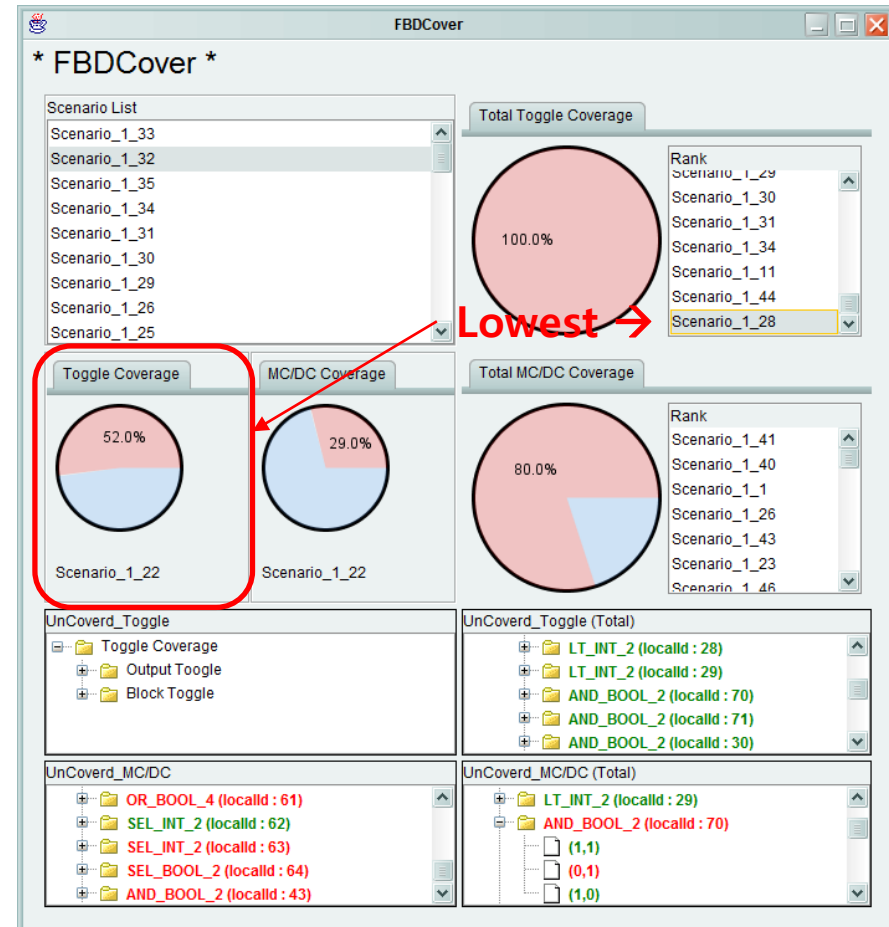 FBDCover
* FBDCover *
Scenario List
Scenario_1_33
Scenario_1_32
Scenario_1_35
Scenario_1_34
Scenario_1_31
Scenario_1_30
Scenario_1_29
Scenario_1_26
Scenario_1_25
Total Toggle Coverage
100.0%
Rank
Scenario_1_29
Scenario_1_30
Scenario_1_31
Scenario_1_34
Scenario_1_11
Scenario_1_44
Scenario_1_28
Lowest →
Toggle Coverage
52.0%
Scenario_1_22
MC/DC Coverage
29.0%
Scenario_1_22
Total MC/DC Coverage
80.0%
Rank
Scenario_1_41
Scenario_1_40
Scenario_1_1
Scenario_1_26
Scenario_1_43
Scenario_1_23
Scenario_1_46
UnCoverd_Toggle
Toggle Coverage
Output Toogle
Block Toggle
UnCoverd_Toggle (Total)
LT_INT_2 (localId : 28)
LT_INT_2 (localId : 29)
AND_BOOL_2 (localId : 70)
AND_BOOL_2 (localId : 71)
AND_BOOL_2 (localId : 30)
UnCoverd_MC/DC
OR_BOOL_4 (localId : 61)
SEL_INT_2 (localId : 62)
SEL_INT_2 (localId : 63)
SEL_BOOL_2 (localId : 64)
AND_BOOL_2 (localId : 43)
UnCoverd_MC/DC (Total)
LT_INT_2 (localId : 29)
AND_BOOL_2 (localId : 70)
(1,1)
(0,1)
(1,0)